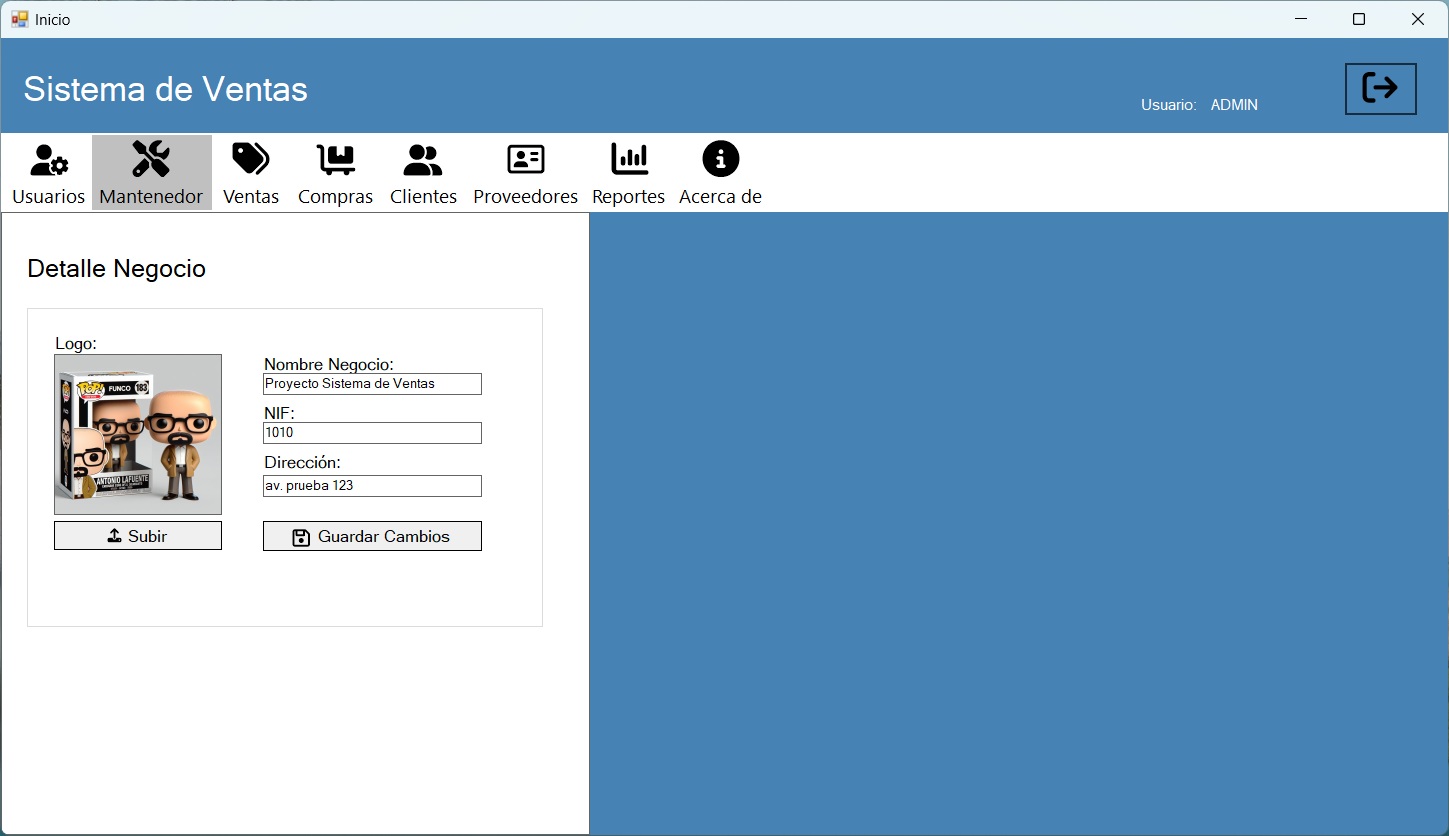 Inicio
Sistema de Ventas
Usuario: ADMIN
Usuarios
Mantenedor
Ventas
Compras
Clientes
Proveedores
Reportes
Acerca de
Detalle Negocio
Logo:
POP!
FUNCO
183
ANTONIO LAFUENTE
Subir
Nombre Negocio:
Proyecto Sistema de Ventas
NIF:
1010
Dirección:
av. prueba 123
Guardar Cambios